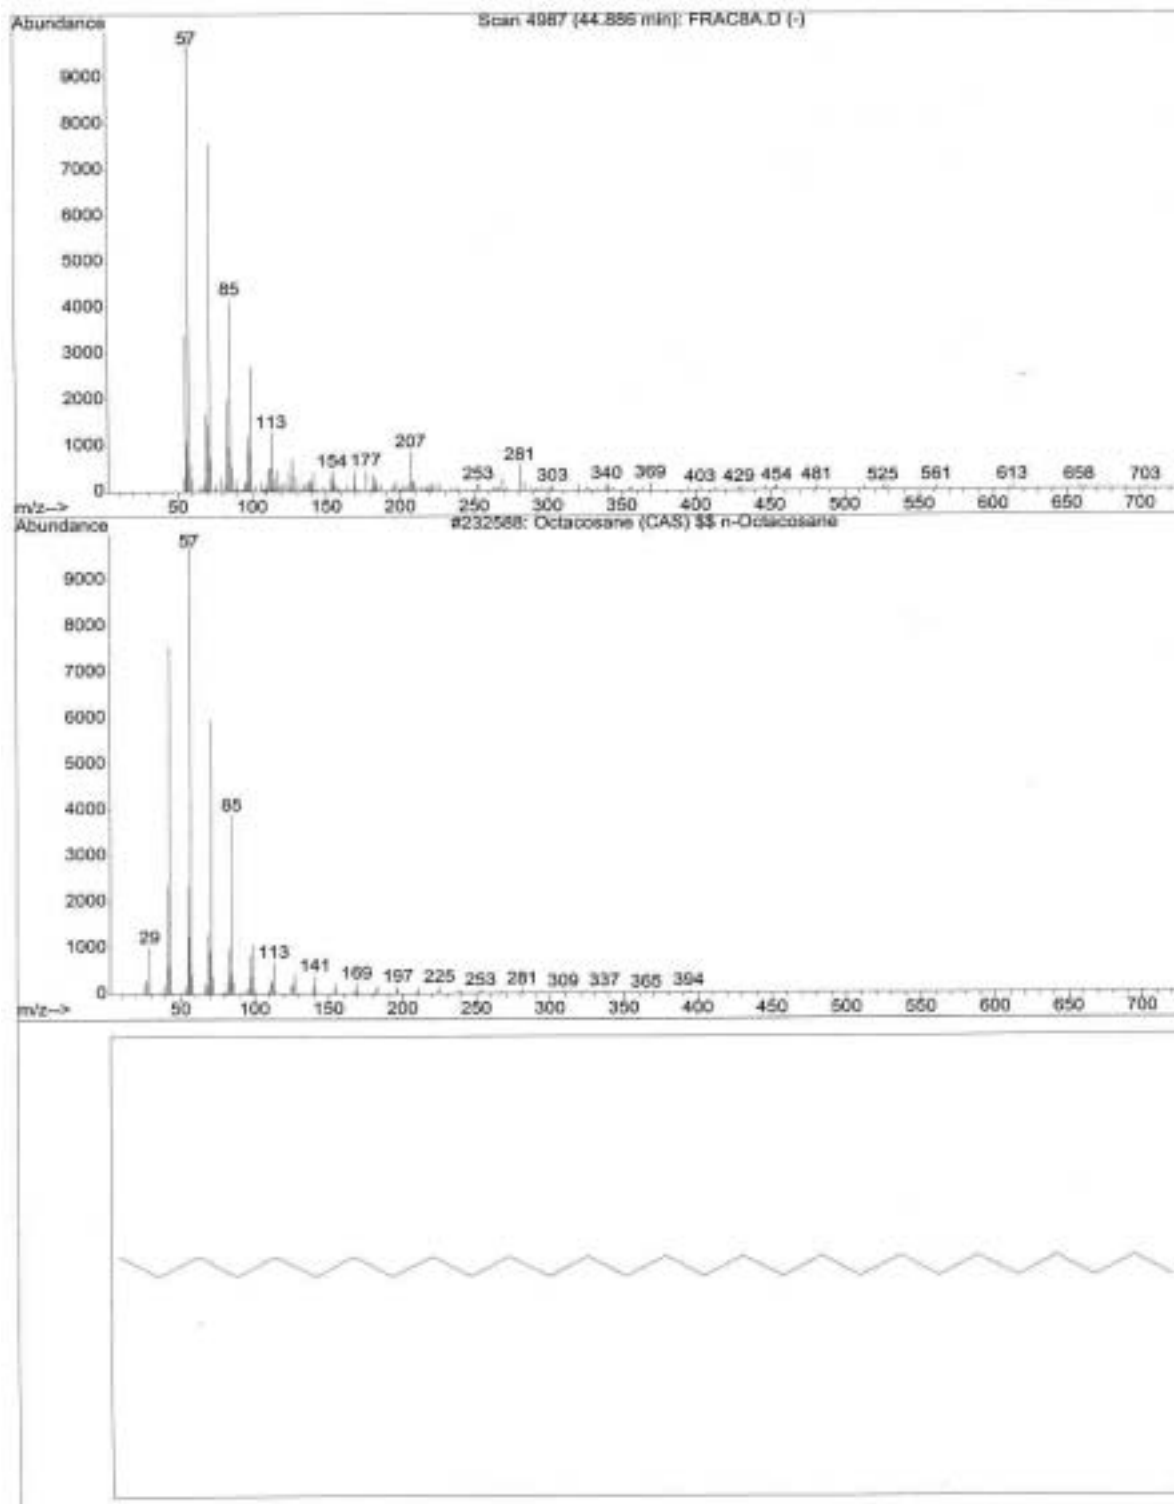 Abundance
Scan 4987 (44.886 min): FRAC8A.D (-)
57
9000
8000
7000
6000
5000
4000
3000
2000
1000
0
85
113
154 177 207 253 281 303 340 369 403 429 454 481 525 561 613 658 703
50 100 150 200 250 300 350 400 450 500 550 600 650 700
m/z-->
Abundance
#232588: Octacosane (CAS) $$ n-Octacosane
57
9000
8000
7000
6000
5000
4000
3000
2000
1000
0
85
29 113 141 169 197 225 253 281 309 337 365 394
50 100 150 200 250 300 350 400 450 500 550 600 650 700
m/z-->